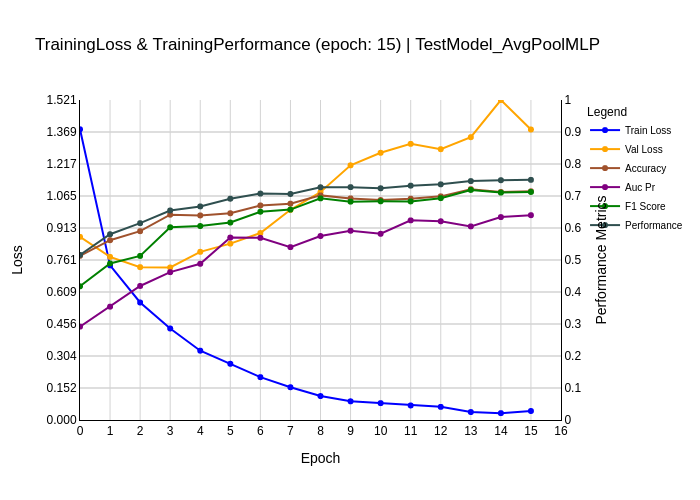 TrainingLoss & TrainingPerformance (epoch: 15) | TestModel_AvgPoolMLP
1.521
1.369
1.217
1.065
0.913
0.761
0.609
0.456
0.304
0.152
0.000
Loss
0 1 2 3 4 5 6 7 8 9 10 11 12 13 14 15 16
Epoch
1
0.9
0.8
0.7
0.6
0.5
0.4
0.3
0.2
0.1
0
Performance Metrics
Legend
Train Loss
Val Loss
Accuracy
Auc Pr
F1 Score
Performance